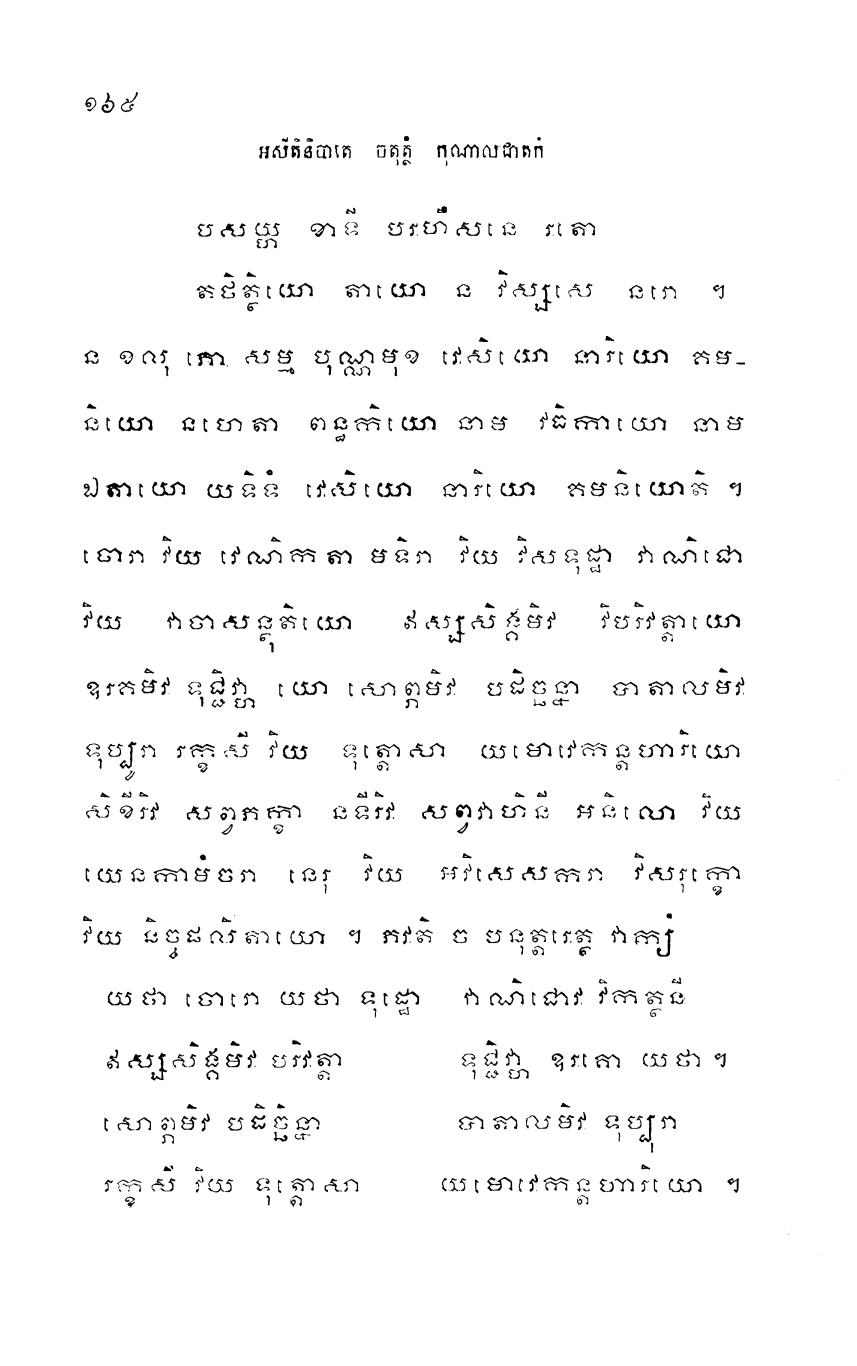 ១៦៥
អសីតិនិបាតេ ចតុត្ថំ កុណាលជាតកំ
បសយ្ហ ខាទី បរហឹសនេ រតោ
តថិត្ថិយោ តាយោ ន វិស្សសេ នរោ ។
ន ខលុ ភោ សម្ម បុណ្ណមុខ វេសិយោ នារិយោ គម-
និយោ នហេតា ពន្ធកិយោ នាម វធិកាយោ នាម
ឯតាយោ យទិទំ វេសិយោ នារិយោ គមនិយោតិ ។
ចោរា វិយ វេណិកតា មទិរា វិយ វិសទុដ្ឋា វាណិជោ
វិយ វាចាសន្ថុតិយោ ឥស្សសិង្គមិវ វិបរិវត្តាយោ
ឧរគមិវ ទុជ្ជិវ្ហា យោ សោព្ភមិវ បដិច្ឆន្នា បាតាលមិវ
ទុប្បូរា រក្ខសី វិយ ទុត្តោសា យមោវេកន្តហារិយោ
សិខីរិវ សព្វភក្ខា នទីរិវ សព្វវាហិនី អនិលោ វិយ
យេនកាមំចរា នេរុ វិយ អវិសេសករា វិសរុក្ខោ
វិយ និច្ចផលិតាយោ ។ ភវតិ ច បនុត្តរេត្ថ វាក្យំ
យថា ចោរោ យថា ទុដ្ឋោ វាណិជោវ វិកត្ថនី
ឥស្សសិង្គមិវ បរិវត្តា ទុជ្ជិវ្ហា ឧរគោ យថា ។
សោព្ភមិវ បដិច្ឆិន្នា បាតាលមិវ ទុប្បុរា
រក្ខសី វិយ ទុត្តោសា យមោវេកន្តហារិយោ ។